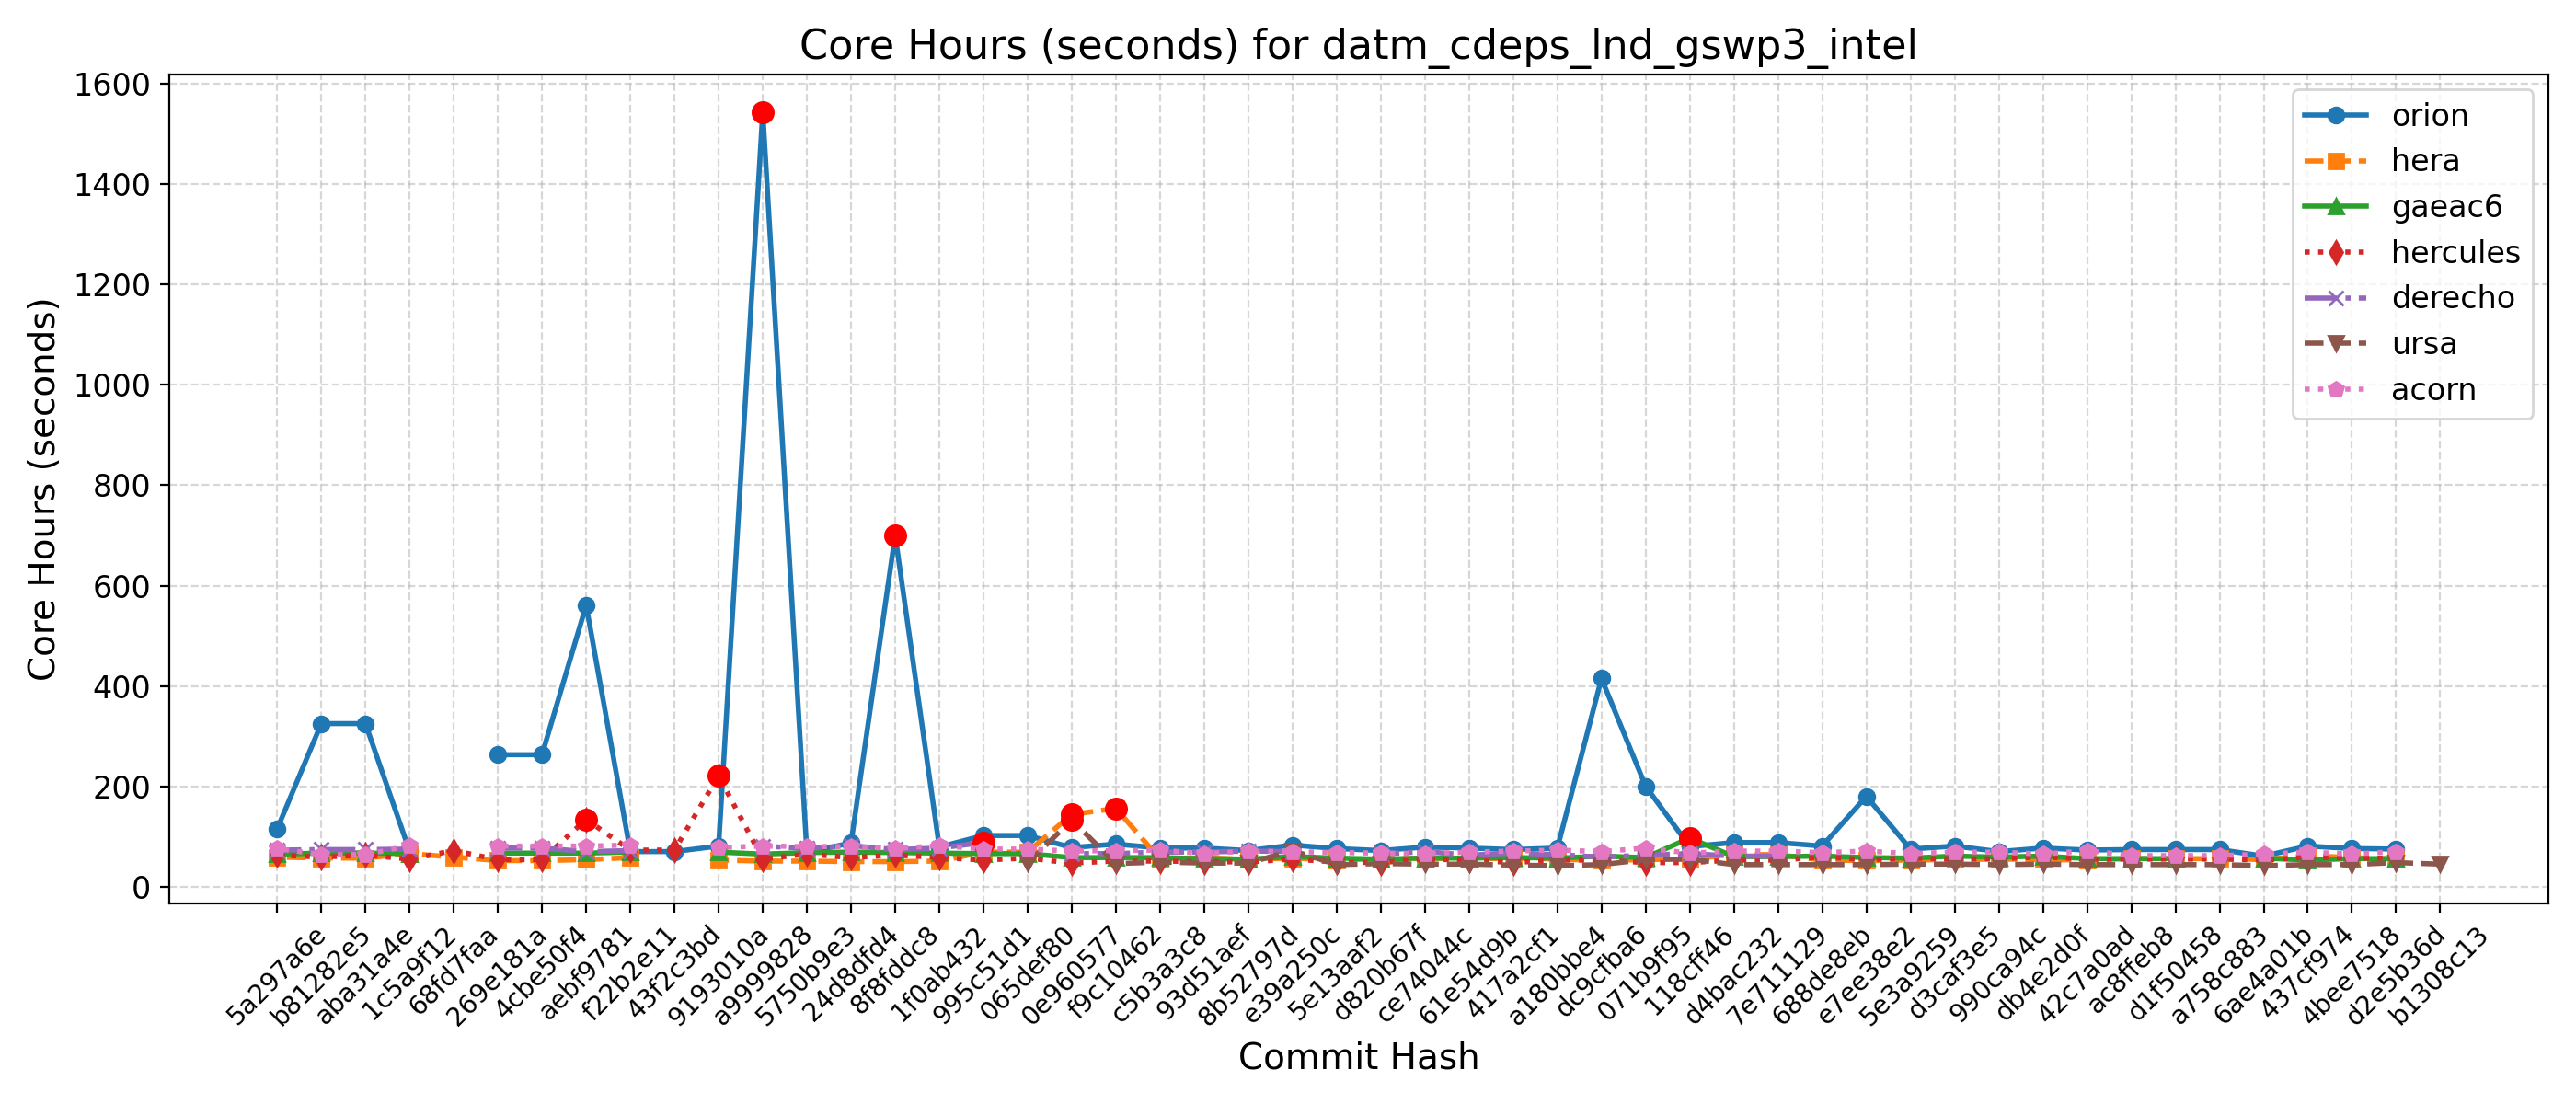 Core Hours (seconds) for datm_cdeps_lnd_gswp3_intel
Core Hours (seconds)
1600
1400
1200
1000
800
600
400
200
0
orion
hera
gaeac6
hercules
derecho
ursa
acorn
5a297a6e
b81282e5
aba31a4e
1c5a9f12
68fd7faa
269e181a
4cbe50f4
aebf9781
f22b2e11
43f2c3bd
9193010a
a9999828
5750b9e3
24d8dfd4
8f8fddc8
1f0ab432
995c51d1
065def80
0e960577
f9c10462
c5b3a3c8
93d51aef
8b52797d
e39a250c
5e13aaf2
d820b67f
ce74044c
61e54d9b
417a2cf1
a180bbe4
dc9cfba6
071b9f95
118cff46
d4bac232
7e711129
688dde8eb
e7ee38e2
5e3a9259
d3caf3e5
990ca94c
db4e2d0f
42c7a0ad
ac8ffeb8
d1f50458
a758c883
6ae4a01b
437cf974
4bee7518
d2e5b36d
b1308c13
Commit Hash